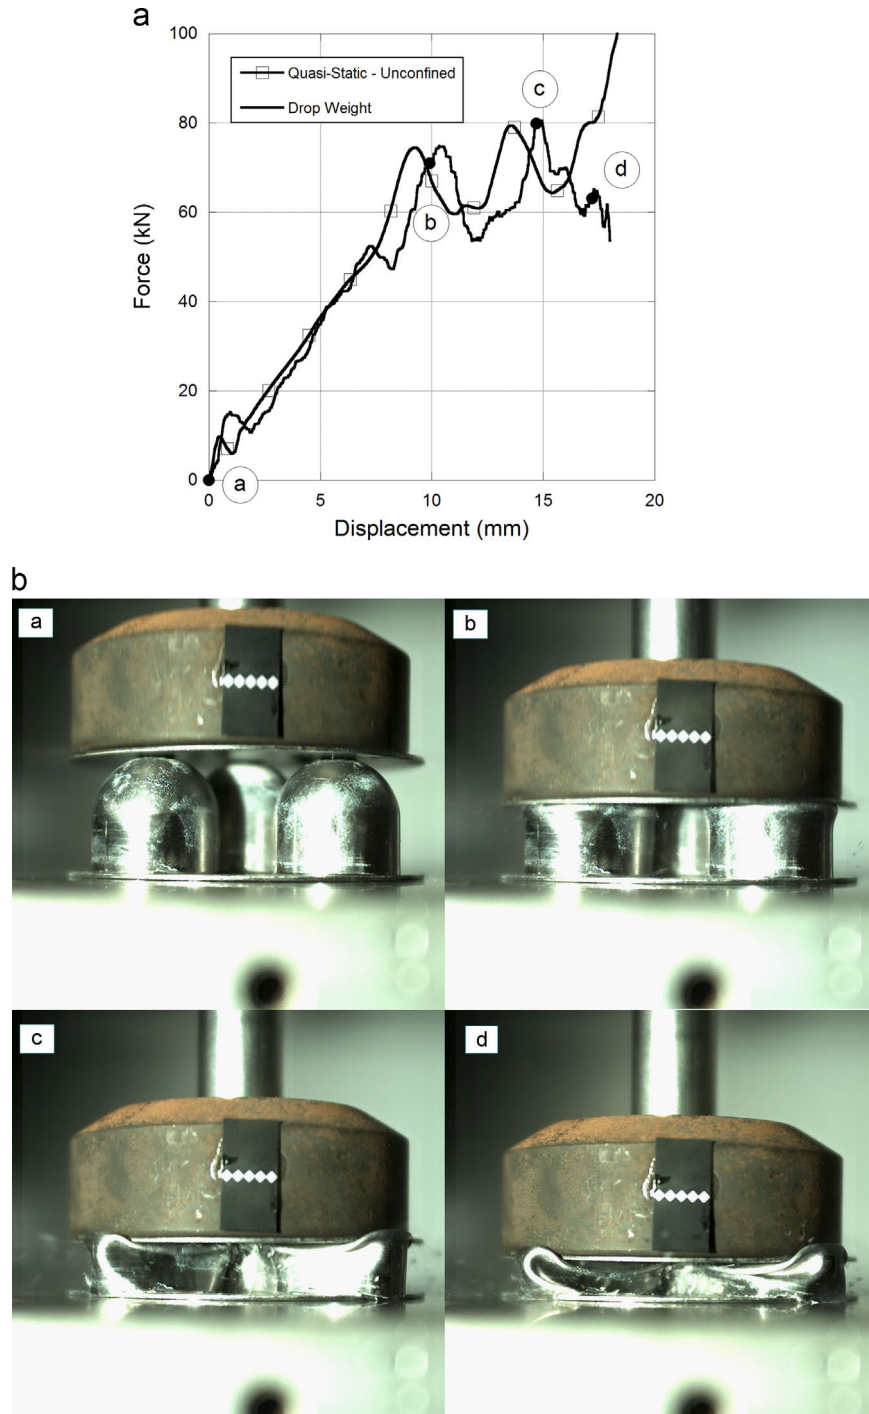 a
100
80
60
40
20
0
Force (kN)
Quasi-Static - Unconfined
Drop Weight
c
d
b
a
0
5
10
15
20
Displacement (mm)
b
a
b
c
d